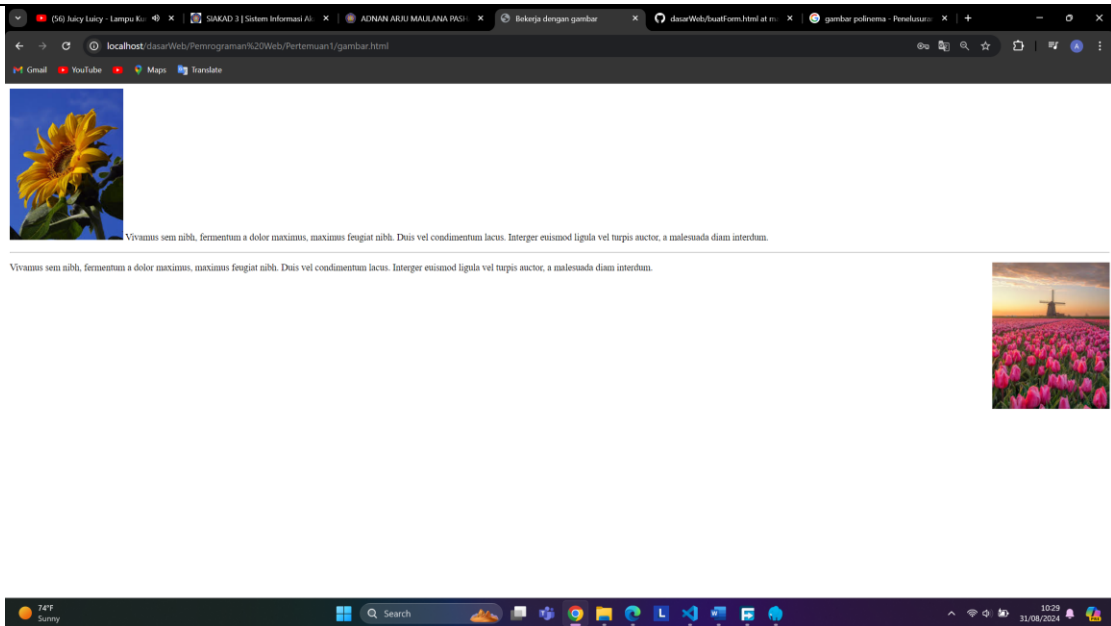 (56) Juicy Luicy - Lampu Ku
SIAKAD 3 | Sistem Informasi Ak
ADNAN ARJU MAULANA PASH
Bekerja dengan gambar
dasarWeb/buatForm.html at m
gambar polinema - Penelusura
localhost/dasarWeb/Pemrograman%20Web/Pertemuan1/gambar.html
Gmail
YouTube
Maps
Translate
Vivamus sem nibh, fermentum a dolor maximus, maximus feugiat nibh. Duis vel condimentum lacus. Interger euismod ligula vel turpis auctor, a malesuada diam interdum.
Vivamus sem nibh, fermentum a dolor maximus, maximus feugiat nibh. Duis vel condimentum lacus. Interger euismod ligula vel turpis auctor, a malesuada diam interdum.
74°F
Sunny
Search
10:29
31/08/2024